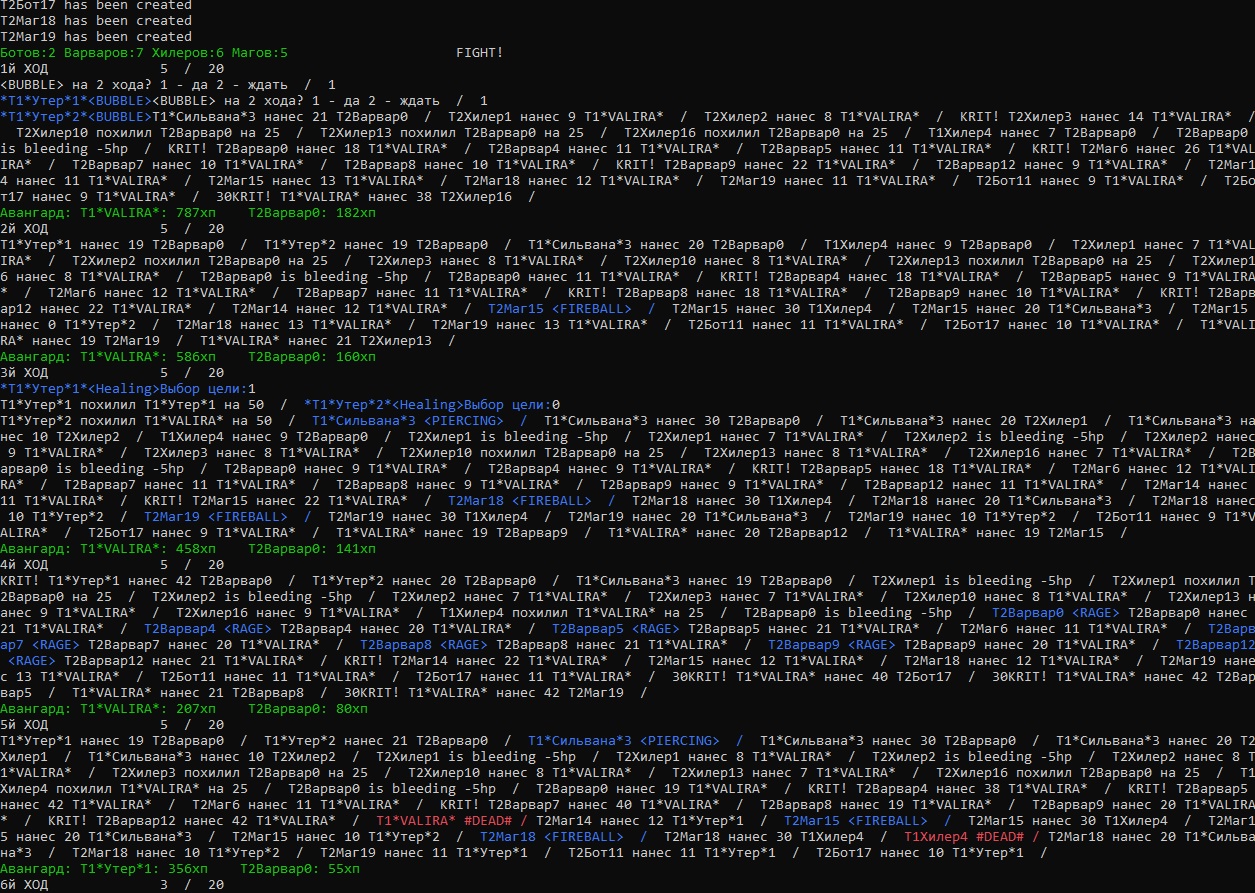 T2Бот17 has been created
T2Маг18 has been created
T2Маг19 has been created
Ботов:2 Варваров:7 Хилеров:6 Магов:5                     FIGHT!
1й ХОД              5  /  20
<BUBBLE> на 2 хода? 1 - да 2 - ждать  /  1
*T1*Утер*1*<BUBBLE><BUBBLE> на 2 хода? 1 - да 2 - ждать  /  1
*T1*Утер*2*<BUBBLE>T1*Сильвана*3 нанес 21 T2Варвар0  /  T2Хилер1 нанес 9 T1*VALIRA*  /  T2Хилер2 нанес 8 T1*VALIRA*  /  KRIT! T2Хилер3 нанес 14 T1*VALIRA*  /
  T2Хилер10 похилил T2Варвар0 на 25  /  T2Хилер13 похилил T2Варвар0 на 25  /  T2Хилер16 похилил T2Варвар0 на 25  /  T1Хилер4 нанес 7 T2Варвар0  /  T2Варвар0
is bleeding -5hp  /  KRIT! T2Варвар0 нанес 18 T1*VALIRA*  /  T2Варвар4 нанес 11 T1*VALIRA*  /  T2Варвар5 нанес 11 T1*VALIRA*  /  KRIT! T2Маг6 нанес 26 T1*VAL
IRA*  /  T2Варвар7 нанес 10 T1*VALIRA*  /  T2Варвар8 нанес 10 T1*VALIRA*  /  KRIT! T2Варвар9 нанес 22 T1*VALIRA*  /  T2Варвар12 нанес 9 T1*VALIRA*  /  T2Маг1
4 нанес 11 T1*VALIRA*  /  T2Маг15 нанес 13 T1*VALIRA*  /  T2Маг18 нанес 12 T1*VALIRA*  /  T2Маг19 нанес 11 T1*VALIRA*  /  T2Бот11 нанес 9 T1*VALIRA*  /  T2Бо
т17 нанес 9 T1*VALIRA*  /  30KRIT! T1*VALIRA* нанес 38 T2Хилер16  /
Авангард: T1*VALIRA*: 787хп    T2Варвар0: 182хп
2й ХОД              5  /  20
T1*Утер*1 нанес 19 T2Варвар0  /  T1*Утер*2 нанес 19 T2Варвар0  /  T1*Сильвана*3 нанес 20 T2Варвар0  /  T1Хилер4 нанес 9 T2Варвар0  /  T2Хилер1 нанес 7 T1*VAL
IRA*  /  T2Хилер2 похилил T2Варвар0 на 25  /  T2Хилер3 нанес 8 T1*VALIRA*  /  T2Хилер10 нанес 8 T1*VALIRA*  /  T2Хилер13 похилил T2Варвар0 на 25  /  T2Хилер1
6 нанес 8 T1*VALIRA*  /  T2Варвар0 is bleeding -5hp  /  T2Варвар0 нанес 11 T1*VALIRA*  /  KRIT! T2Варвар4 нанес 18 T1*VALIRA*  /  T2Варвар5 нанес 9 T1*VALIRA
*  /  T2Маг6 нанес 12 T1*VALIRA*  /  T2Варвар7 нанес 11 T1*VALIRA*  /  KRIT! T2Варвар8 нанес 18 T1*VALIRA*  /  T2Варвар9 нанес 10 T1*VALIRA*  /  KRIT! T2Варв
ар12 нанес 22 T1*VALIRA*  /  T2Маг14 нанес 12 T1*VALIRA*  /  T2Маг15 <FIREBALL>  /  T2Маг15 нанес 30 T1Хилер4  /  T2Маг15 нанес 20 T1*Сильвана*3  /  T2Маг15
нанес 0 T1*Утер*2  /  T2Маг18 нанес 13 T1*VALIRA*  /  T2Маг19 нанес 13 T1*VALIRA*  /  T2Бот11 нанес 11 T1*VALIRA*  /  T2Бот17 нанес 10 T1*VALIRA*  /  T1*VALI
RA* нанес 19 T2Маг19  /  T1*VALIRA* нанес 21 T2Хилер13  /
Авангард: T1*VALIRA*: 586хп    T2Варвар0: 160хп
3й ХОД              5  /  20
*T1*Утер*1*<Healing>Выбор цели:1
T1*Утер*1 похилил T1*Утер*1 на 50  /  *T1*Утер*2*<Healing>Выбор цели:0
T1*Утер*2 похилил T1*VALIRA* на 50  /  T1*Сильвана*3 <PIERCING>  /  T1*Сильвана*3 нанес 30 T2Варвар0  /  T1*Сильвана*3 нанес 20 T2Хилер1  /  T1*Сильвана*3 на
нес 10 T2Хилер2  /  T1Хилер4 нанес 9 T2Варвар0  /  T2Хилер1 is bleeding -5hp  /  T2Хилер1 нанес 7 T1*VALIRA*  /  T2Хилер2 is bleeding -5hp  /  T2Хилер2 нанес
 9 T1*VALIRA*  /  T2Хилер3 нанес 8 T1*VALIRA*  /  T2Хилер10 похилил T2Варвар0 на 25  /  T2Хилер13 нанес 8 T1*VALIRA*  /  T2Хилер16 нанес 7 T1*VALIRA*  /  T2В
арвар0 is bleeding -5hp  /  T2Варвар0 нанес 9 T1*VALIRA*  /  T2Варвар4 нанес 9 T1*VALIRA*  /  KRIT! T2Варвар5 нанес 18 T1*VALIRA*  /  T2Маг6 нанес 12 T1*VALI
RA*  /  T2Варвар7 нанес 11 T1*VALIRA*  /  T2Варвар8 нанес 9 T1*VALIRA*  /  T2Варвар9 нанес 9 T1*VALIRA*  /  T2Варвар12 нанес 11 T1*VALIRA*  /  T2Маг14 нанес
11 T1*VALIRA*  /  KRIT! T2Маг15 нанес 22 T1*VALIRA*  /  T2Маг18 <FIREBALL>  /  T2Маг18 нанес 30 T1Хилер4  /  T2Маг18 нанес 20 T1*Сильвана*3  /  T2Маг18 нанес
 10 T1*Утер*2  /  T2Маг19 <FIREBALL>  /  T2Маг19 нанес 30 T1Хилер4  /  T2Маг19 нанес 20 T1*Сильвана*3  /  T2Маг19 нанес 10 T1*Утер*2  /  T2Бот11 нанес 9 T1*V
ALIRA*  /  T2Бот17 нанес 9 T1*VALIRA*  /  T1*VALIRA* нанес 19 T2Варвар9  /  T1*VALIRA* нанес 20 T2Варвар12  /  T1*VALIRA* нанес 19 T2Маг15  /
Авангард: T1*VALIRA*: 458хп    T2Варвар0: 141хп
4й ХОД              5  /  20
KRIT! T1*Утер*1 нанес 42 T2Варвар0  /  T1*Утер*2 нанес 20 T2Варвар0  /  T1*Сильвана*3 нанес 19 T2Варвар0  /  T2Хилер1 is bleeding -5hp  /  T2Хилер1 похилил T
2Варвар0 на 25  /  T2Хилер2 is bleeding -5hp  /  T2Хилер2 нанес 7 T1*VALIRA*  /  T2Хилер3 нанес 7 T1*VALIRA*  /  T2Хилер10 нанес 8 T1*VALIRA*  /  T2Хилер13 н
анес 9 T1*VALIRA*  /  T2Хилер16 нанес 9 T1*VALIRA*  /  T1Хилер4 похилил T1*VALIRA* на 25  /  T2Варвар0 is bleeding -5hp  /  T2Варвар0 <RAGE> T2Варвар0 нанес
21 T1*VALIRA*  /  T2Варвар4 <RAGE> T2Варвар4 нанес 20 T1*VALIRA*  /  T2Варвар5 <RAGE> T2Варвар5 нанес 21 T1*VALIRA*  /  T2Маг6 нанес 11 T1*VALIRA*  /  T2Варв
ар7 <RAGE> T2Варвар7 нанес 20 T1*VALIRA*  /  T2Варвар8 <RAGE> T2Варвар8 нанес 21 T1*VALIRA*  /  T2Варвар9 <RAGE> T2Варвар9 нанес 20 T1*VALIRA*  /  T2Варвар12
 <RAGE> T2Варвар12 нанес 21 T1*VALIRA*  /  KRIT! T2Маг14 нанес 22 T1*VALIRA*  /  T2Маг15 нанес 12 T1*VALIRA*  /  T2Маг18 нанес 12 T1*VALIRA*  /  T2Маг19 нане
с 13 T1*VALIRA*  /  T2Бот11 нанес 11 T1*VALIRA*  /  T2Бот17 нанес 11 T1*VALIRA*  /  30KRIT! T1*VALIRA* нанес 40 T2Бот17  /  30KRIT! T1*VALIRA* нанес 42 T2Вар
вар5  /  T1*VALIRA* нанес 21 T2Варвар8  /  30KRIT! T1*VALIRA* нанес 42 T2Маг19  /
Авангард: T1*VALIRA*: 207хп    T2Варвар0: 80хп
5й ХОД              5  /  20
T1*Утер*1 нанес 19 T2Варвар0  /  T1*Утер*2 нанес 21 T2Варвар0  /  T1*Сильвана*3 <PIERCING>  /  T1*Сильвана*3 нанес 30 T2Варвар0  /  T1*Сильвана*3 нанес 20 T2
Хилер1  /  T1*Сильвана*3 нанес 10 T2Хилер2  /  T2Хилер1 is bleeding -5hp  /  T2Хилер1 нанес 8 T1*VALIRA*  /  T2Хилер2 is bleeding -5hp  /  T2Хилер2 нанес 8 T
1*VALIRA*  /  T2Хилер3 похилил T2Варвар0 на 25  /  T2Хилер10 нанес 8 T1*VALIRA*  /  T2Хилер13 нанес 7 T1*VALIRA*  /  T2Хилер16 похилил T2Варвар0 на 25  /  T1
Хилер4 похилил T1*VALIRA* на 25  /  T2Варвар0 is bleeding -5hp  /  T2Варвар0 нанес 19 T1*VALIRA*  /  KRIT! T2Варвар4 нанес 38 T1*VALIRA*  /  KRIT! T2Варвар5
нанес 42 T1*VALIRA*  /  T2Маг6 нанес 11 T1*VALIRA*  /  KRIT! T2Варвар7 нанес 40 T1*VALIRA*  /  T2Варвар8 нанес 19 T1*VALIRA*  /  T2Варвар9 нанес 20 T1*VALIRA
*  /  KRIT! T2Варвар12 нанес 42 T1*VALIRA*  /  T1*VALIRA* #DEAD# / T2Маг14 нанес 12 T1*Утер*1  /  T2Маг15 <FIREBALL>  /  T2Маг15 нанес 30 T1Хилер4  /  T2Маг1
5 нанес 20 T1*Сильвана*3  /  T2Маг15 нанес 10 T1*Утер*2  /  T2Маг18 <FIREBALL>  /  T2Маг18 нанес 30 T1Хилер4  /  T1Хилер4 #DEAD# / T2Маг18 нанес 20 T1*Сильва
на*3  /  T2Маг18 нанес 10 T1*Утер*2  /  T2Маг19 нанес 11 T1*Утер*1  /  T2Бот11 нанес 11 T1*Утер*1  /  T2Бот17 нанес 10 T1*Утер*1  /
Авангард: T1*Утер*1: 356хп    T2Варвар0: 55хп
6й ХОД              3  /  20